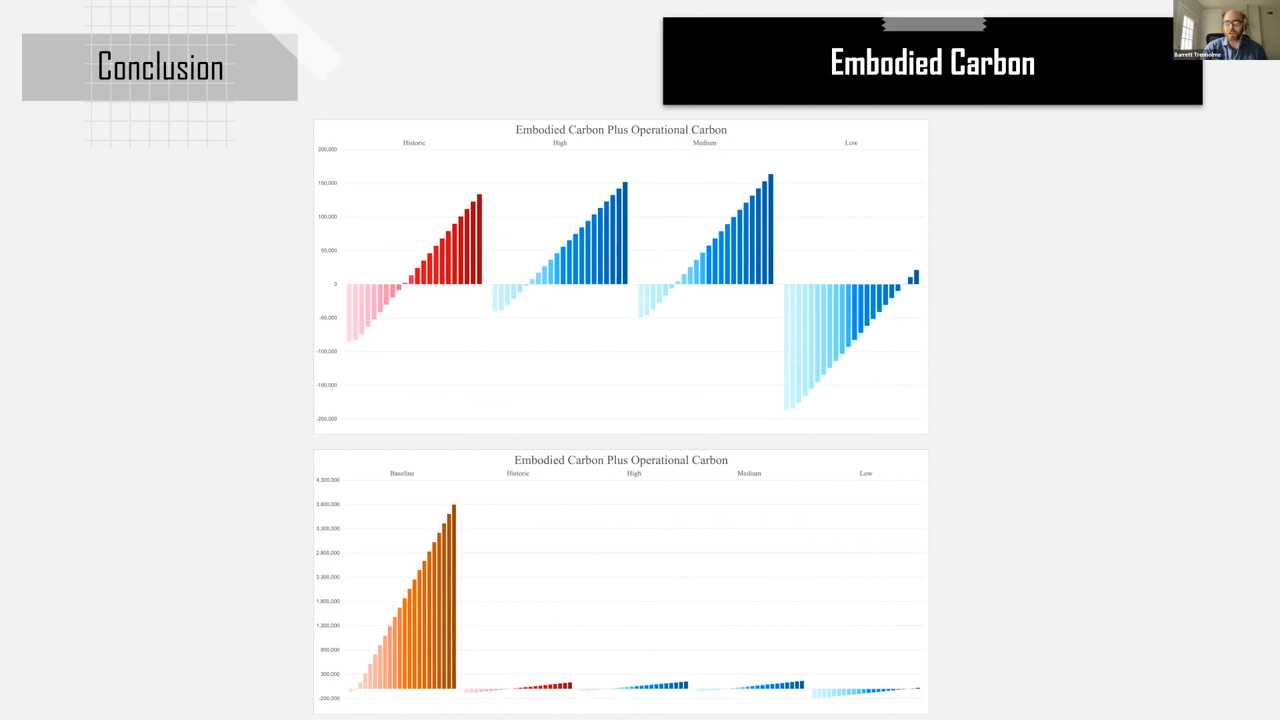 Conclusion
Embodied Carbon
Barrett Trenholme
Embodied Carbon Plus Operational Carbon
Historic High Medium Low
200,000
150,000
100,000
50,000
0
-50,000
-100,000
-150,000
-200,000
Embodied Carbon Plus Operational Carbon
Baseline Historic High Medium Low
4,300,000
3,800,000
3,300,000
2,800,000
2,300,000
1,800,000
1,300,000
800,000
300,000
-200,000